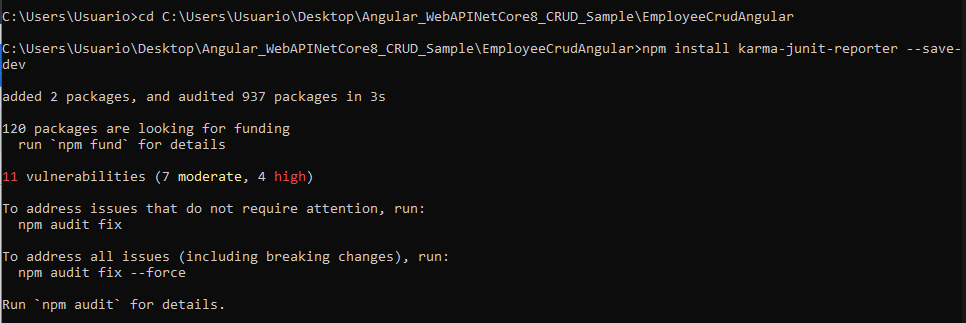 C:\Users\Usuario>cd C:\Users\Usuario\Desktop\Angular_WebAPINetCore8_CRUD_Sample\EmployeeCrudAngular
C:\Users\Usuario\Desktop\Angular_WebAPINetCore8_CRUD_Sample\EmployeeCrudAngular>npm install karma-junit-reporter --save-
dev
added 2 packages, and audited 937 packages in 3s
120 packages are looking for funding
  run `npm fund` for details
11 vulnerabilities (7 moderate, 4 high)
To address issues that do not require attention, run:
  npm audit fix
To address all issues (including breaking changes), run:
  npm audit fix --force
Run `npm audit` for details.